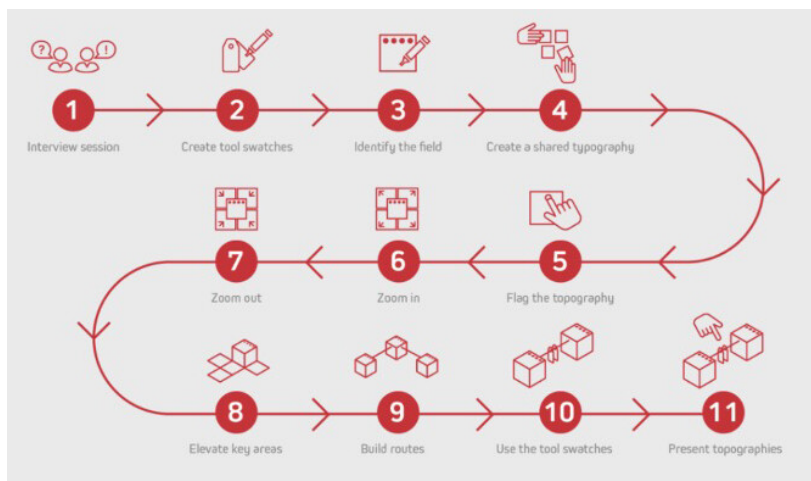 ?
!
1
2
3
4
Interview session
Create tool swatches
Identify the field
Create a shared typography
7
6
5
Zoom out
Zoom in
Flag the topography
8
9
10
11
Elevate key areas
Build routes
Use the tool swatches
Present topographies